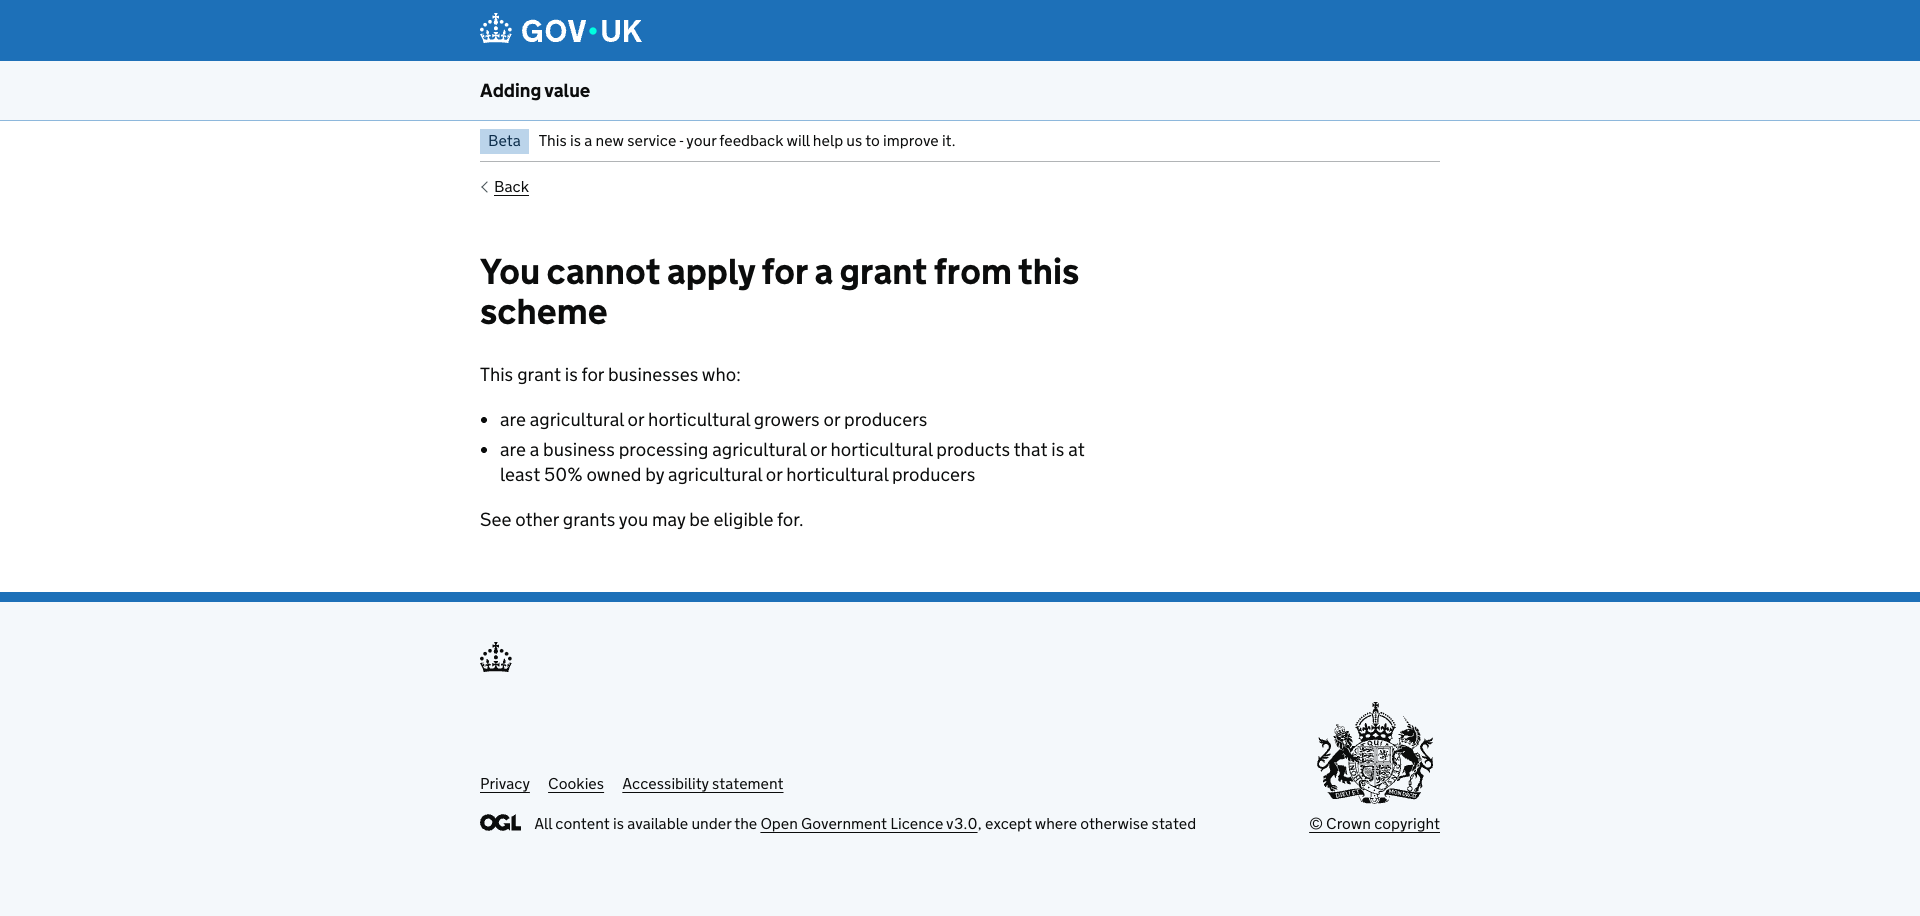 GOV•UK
Adding value
Beta This is a new service - your feedback will help us to improve it.
Back
You cannot apply for a grant from this
scheme
This grant is for businesses who:
• are agricultural or horticultural growers or producers
• are a business processing agricultural or horticultural products that is at
least 50% owned by agricultural or horticultural producers
See other grants you may be eligible for.
Privacy Cookies Accessibility statement
OGL All content is available under the Open Government Licence v3.0, except where otherwise stated
© Crown copyright